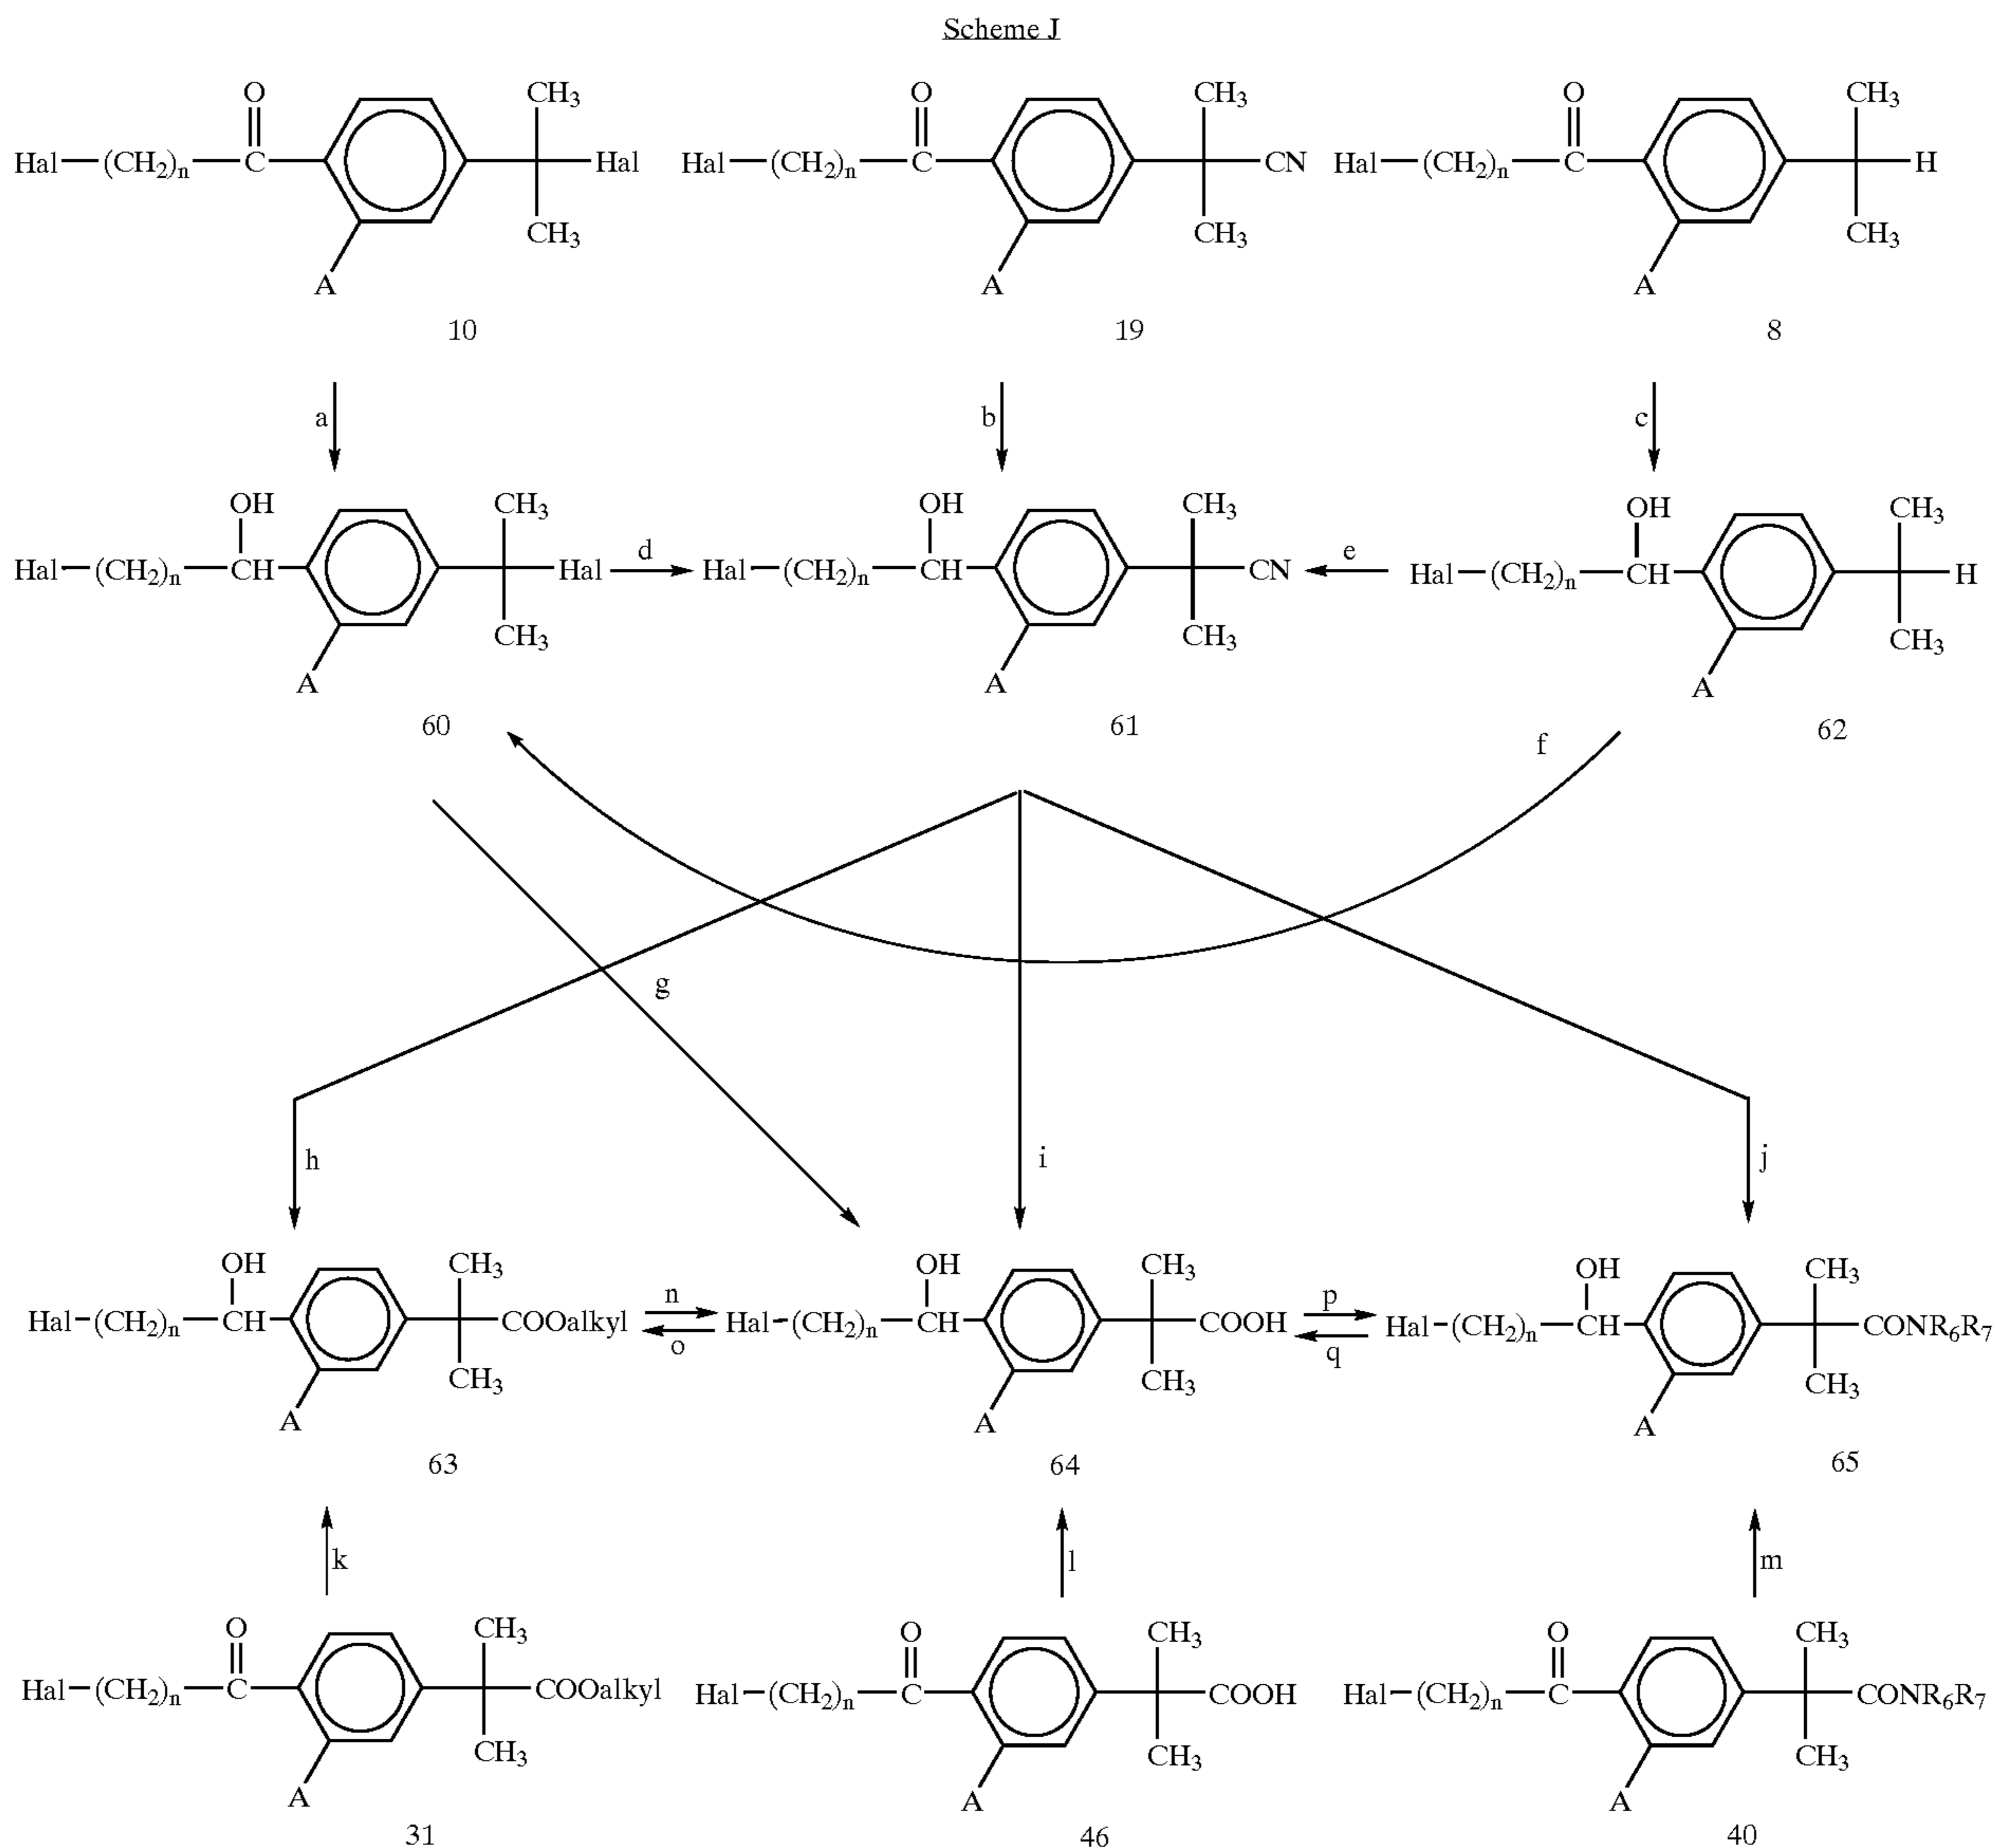 Scheme J
O CH₃ O CH₃ O CH₃
Hal—(CH₂)ₙ—C—Hal Hal—(CH₂)ₙ—C—CN Hal—(CH₂)ₙ—C—H
CH₃ CH₃ CH₃
A A A
10 19 8
a b c
OH CH₃ OH CH₃ OH CH₃
Hal—(CH₂)ₙ—CH—Hal d Hal—(CH₂)ₙ—CH—CN e Hal—(CH₂)ₙ—CH—H
CH₃ CH₃ CH₃
A A A
60 61 62
f
g
h i j
OH CH₃ OH CH₃ OH CH₃
Hal—(CH₂)ₙ—CH—COOalkyl n o Hal—(CH₂)ₙ—CH—COOH p q Hal—(CH₂)ₙ—CH—CONR₆R₇
CH₃ CH₃ CH₃
A A A
63 64 65
k l m
O CH₃ O CH₃ O CH₃
Hal—(CH₂)ₙ—C—COOalkyl Hal—(CH₂)ₙ—C—COOH Hal—(CH₂)ₙ—C—CONR₆R₇
CH₃ CH₃ CH₃
A A A
31 46 40